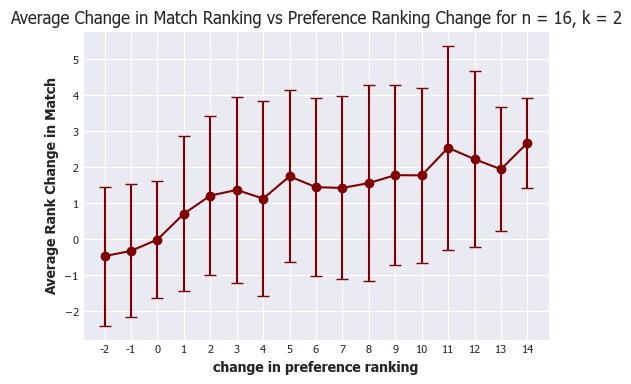 Average Change in Match Ranking vs Preference Ranking Change for n = 16, k = 2
Average Rank Change in Match
5
4
3
2
1
0
−1
−2
-2 -1 0 1 2 3 4 5 6 7 8 9 10 11 12 13 14
change in preference ranking